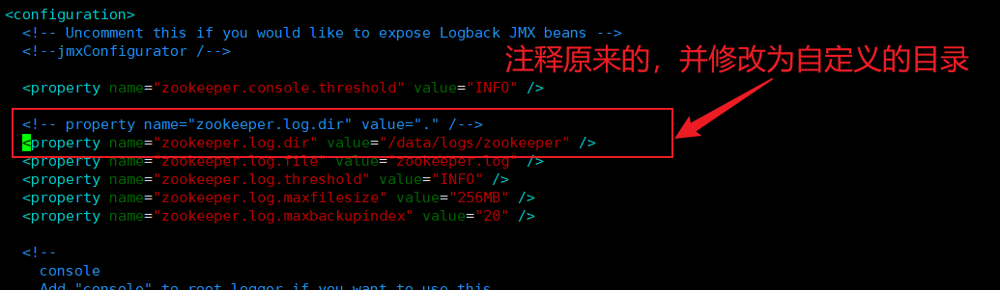 <configuration>
<!-- Uncomment this if you would like to expose Logback JMX beans -->
<!--jmxConfigurator /-->
注释原来的，并修改为自定义的目录
<property name="zookeeper.console.threshold" value="INFO" />
<!-- property name="zookeeper.log.dir" value="." /-->
<property name="zookeeper.log.dir" value="/data/logs/zookeeper" />
<property name="zookeeper.log.file" value="zookeeper.log" />
<property name="zookeeper.log.threshold" value="INFO" />
<property name="zookeeper.log.maxfilesize" value="256MB" />
<property name="zookeeper.log.maxbackupindex" value="20" />
<!--
console
Add "console" to root logger if you want to use this